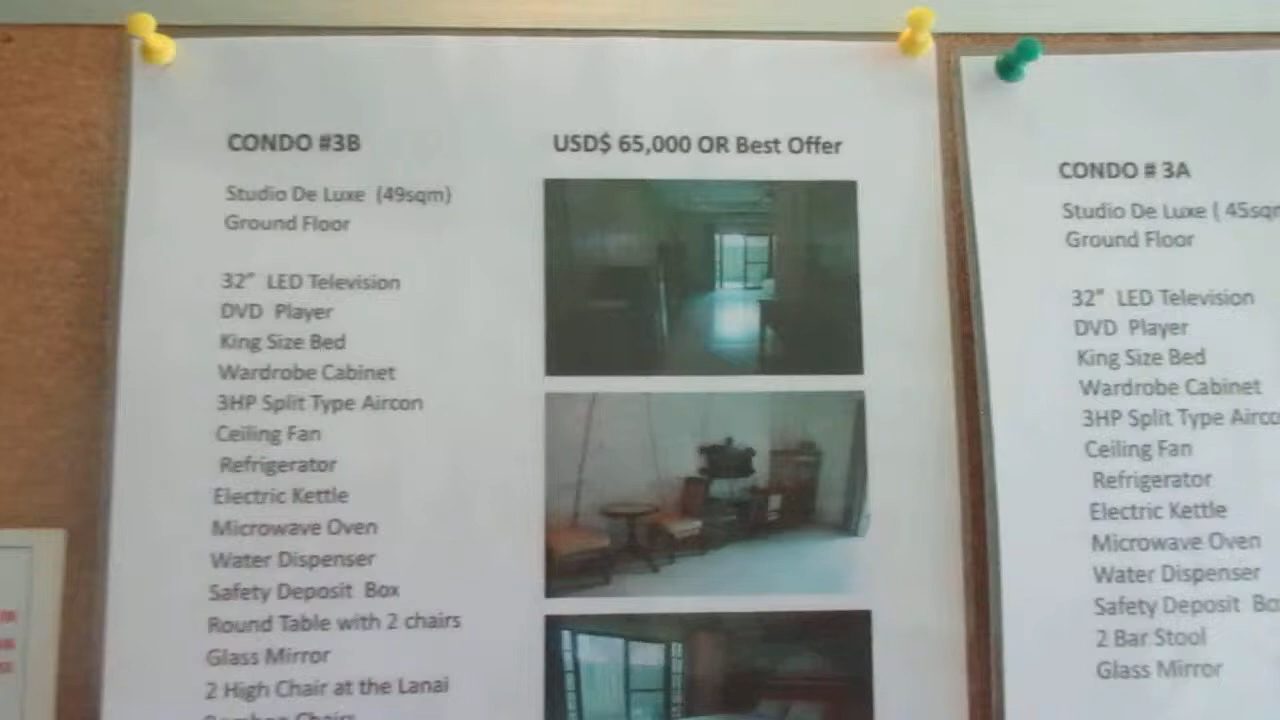 CONDO #3B
USD$ 65,000 OR Best Offer
Studio De Luxe (49sqm)
Ground Floor
32” LED Television
DVD Player
King Size Bed
Wardrobe Cabinet
3HP Split Type Aircon
Ceiling Fan
Refrigerator
Electric Kettle
Microwave Oven
Water Dispenser
Safety Deposit Box
Round Table with 2 chairs
Glass Mirror
2 High Chair at the Lanai
Bamboo Chairs
CONDO # 3A
Studio De Luxe ( 45sqm
Ground Floor
32” LED Television
DVD Player
King Size Bed
Wardrobe Cabinet
3HP Split Type Airco
Ceiling Fan
Refrigerator
Electric Kettle
Microwave Oven
Water Dispenser
Safety Deposit Bo
2 Bar Stool
Glass Mirror